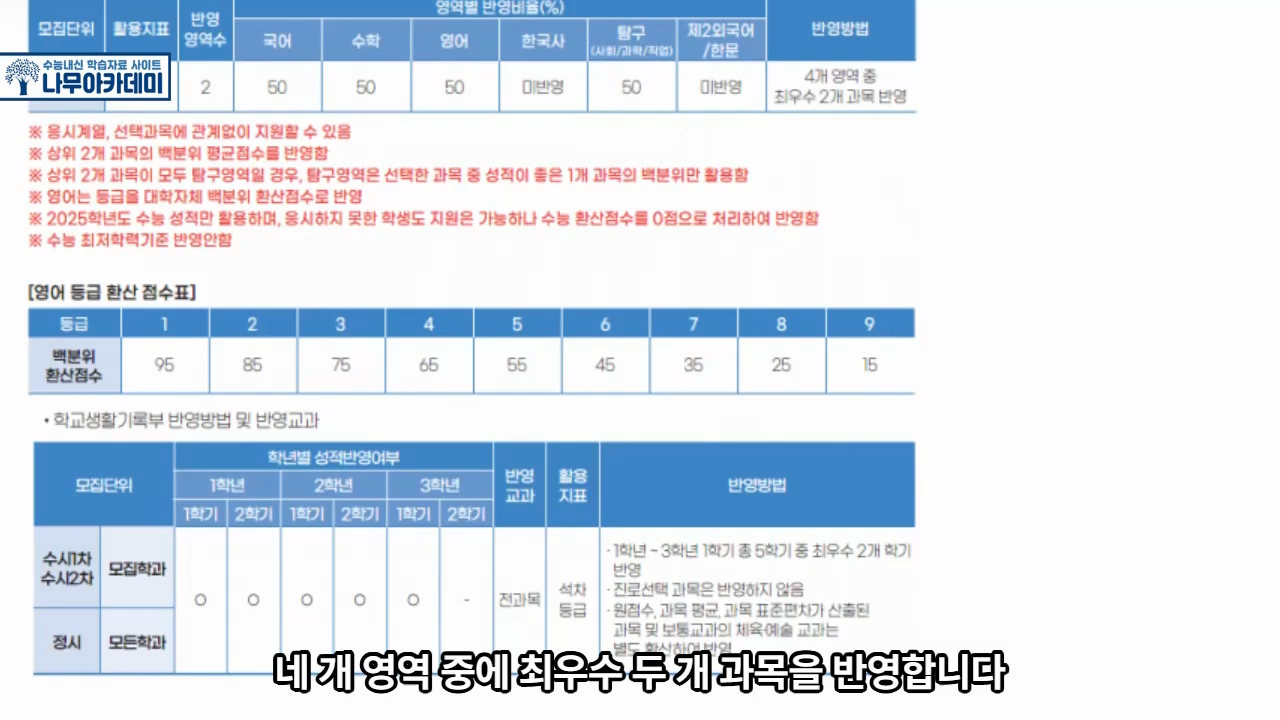 영역별 반영비율(%)
모집단위 활용지표 반영 영역수 국어 수학 영어 한국사 탐구 (사회/과학/직업) 제2외국어 /한문 반영방법
수능내신 학습자료 사이트
나무아카데미
2 50 50 50 미반영 50 미반영 4개 영역 중
최우수 2개 과목 반영
※ 응시계열, 선택과목에 관계없이 지원할 수 있음
※ 상위 2개 과목의 백분위 평균점수를 반영함
※ 상위 2개 과목이 모두 탐구영역일 경우, 탐구영역은 선택한 과목 중 성적이 좋은 1개 과목의 백분위만 활용함
※ 영어는 등급을 대학자체 백분위 환산점수로 반영
※ 2025학년도 수능 성적만 활용하며, 응시하지 못한 학생도 지원은 가능하나 수능 환산점수를 0점으로 처리하여 반영함
※ 수능 최저학력기준 반영안함
[영어 등급 환산 점수표]
등급 1 2 3 4 5 6 7 8 9
백분위 환산점수 95 85 75 65 55 45 35 25 15
• 학교생활기록부 반영방법 및 반영교과
모집단위 학년별 성적반영여부 반영 교과 활용 지표 반영방법
1학년 2학년 3학년
1학기 2학기 1학기 2학기 1학기 2학기
수시1차 수시2차 모집학과
정시 모든학과
O O O O O - 전과목 석차 등급
· 1학년 ~ 3학년 1학기 총 5학기 중 최우수 2개 학기
반영
· 진로선택 과목은 반영하지 않음
· 원점수, 과목 평균, 과목 표준편차가 산출된
과목 및 보통교과의 체육·예술 교과는
별도 환산하여 반영
네 개 영역 중에 최우수 두 개 과목을 반영합니다